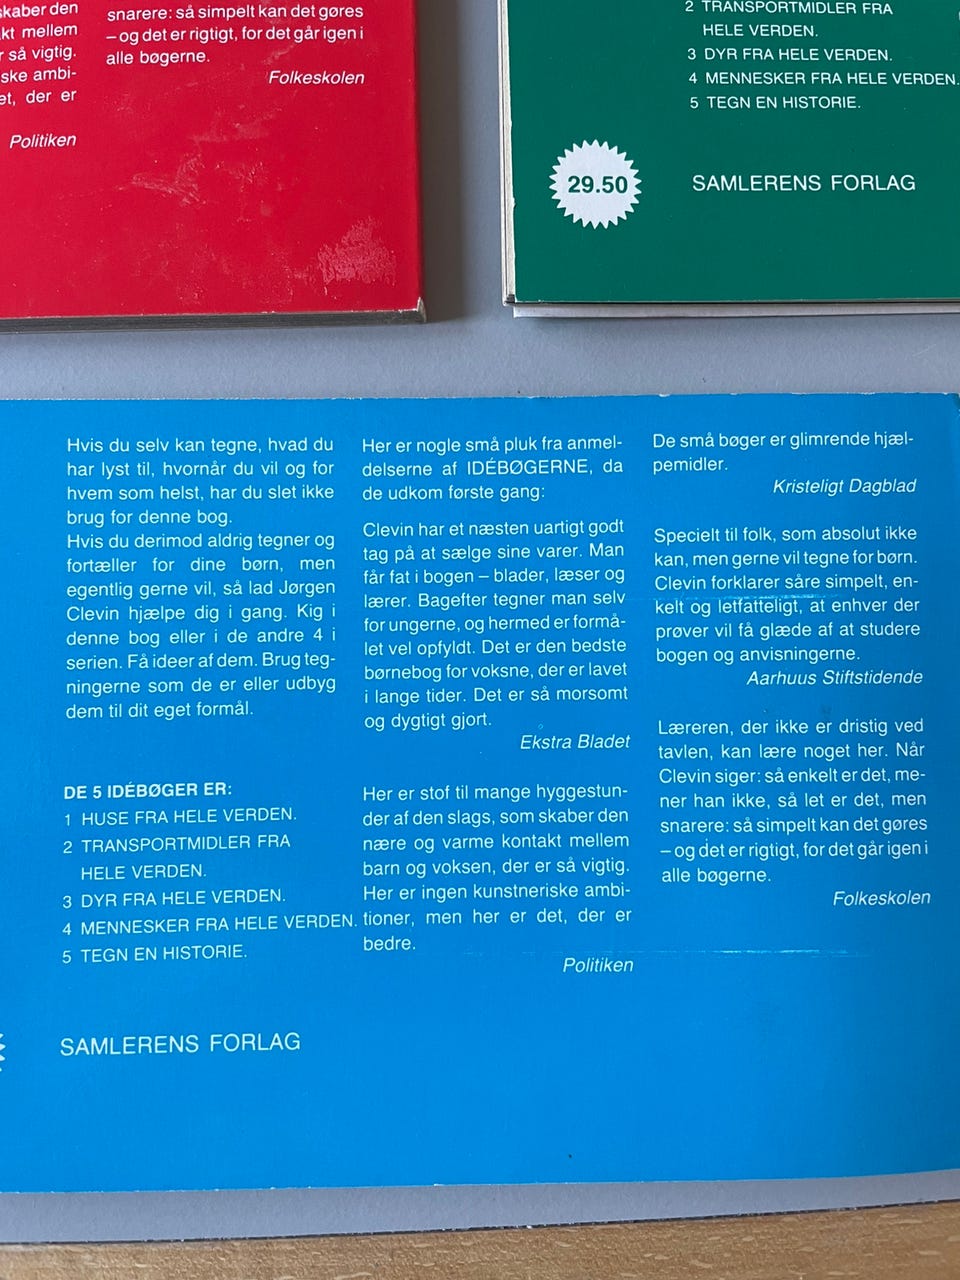 skaber den
kt mellem
r så vigtig.
ske ambi-
et, der er
Politiken
snarere: så simpelt kan det gøres
– og det er rigtigt, for det går igen i
alle bøgerne.
Folkeskolen
2 TRANSPORTMIDLER FRA
HELE VERDEN.
3 DYR FRA HELE VERDEN.
4 MENNESKER FRA HELE VERDEN.
5 TEGN EN HISTORIE.
29.50
SAMLERENS FORLAG
Hvis du selv kan tegne, hvad du
har lyst til, hvornår du vil og for
hvem som helst, har du slet ikke
brug for denne bog.
Hvis du derimod aldrig tegner og
fortæller for dine børn, men
egentlig gerne vil, så lad Jørgen
Clevin hjælpe dig i gang. Kig i
denne bog eller i de andre 4 i
serien. Få ideer af dem. Brug teg-
ningerne som de er eller udbyg
dem til dit eget formål.
DE 5 IDÉBØGER ER:
1 HUSE FRA HELE VERDEN.
2 TRANSPORTMIDLER FRA
HELE VERDEN.
3 DYR FRA HELE VERDEN.
4 MENNESKER FRA HELE VERDEN.
5 TEGN EN HISTORIE.
SAMLERENS FORLAG
Her er nogle små pluk fra anmel-
delserne af IDÉBØGERNE, da
de udkom første gang:
Clevin har et næsten uartigt godt
tag på at sælge sine varer. Man
får fat i bogen – blader, læser og
lærer. Bagefter tegner man selv
for ungerne, og hermed er formå-
let vel opfyldt. Det er den bedste
børnebog for voksne, der er lavet
i lange tider. Det er så morsomt
og dygtigt gjort.
Ekstra Bladet
Her er stof til mange hyggestun-
der af den slags, som skaber den
nære og varme kontakt mellem
barn og voksen, der er så vigtig.
Her er ingen kunstneriske ambi-
tioner, men her er det, der er
bedre.
Politiken
De små bøger er glimrende hjæl-
pemidler.
Kristeligt Dagblad
Specielt til folk, som absolut ikke
kan, men gerne vil tegne for børn.
Clevin forklarer såre simpelt, en-
kelt og letfatteligt, at enhver der
prøver vil få glæde af at studere
bogen og anvisningerne.
Aarhuus Stiftstidende
Læreren, der ikke er dristig ved
tavlen, kan lære noget her. Når
Clevin siger: så enkelt er det, me-
ner han ikke, så let er det, men
snarere: så simpelt kan det gøres
– og det er rigtigt, for det går igen i
alle bøgerne.
Folkeskolen